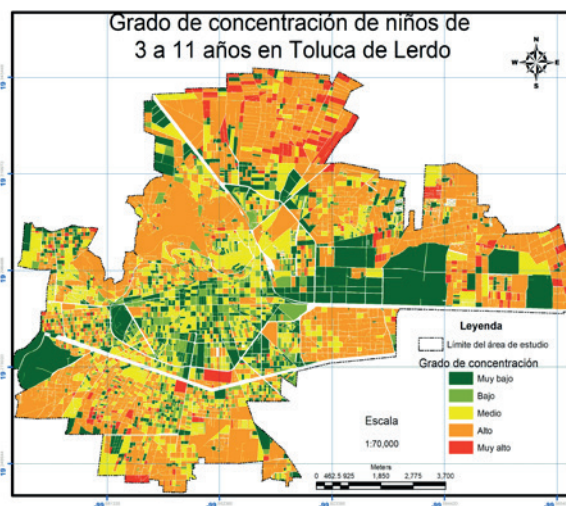 Grado de concentración de niños de
3 a 11 años en Toluca de Lerdo
N
W E
S
Leyenda
Límite del área de estudio
Grado de concentración
Muy bajo
Bajo
Medio
Alto
Muy alto
Escala
1:70,000
Meters
0 462.5 925 1,850 2,775 3,700